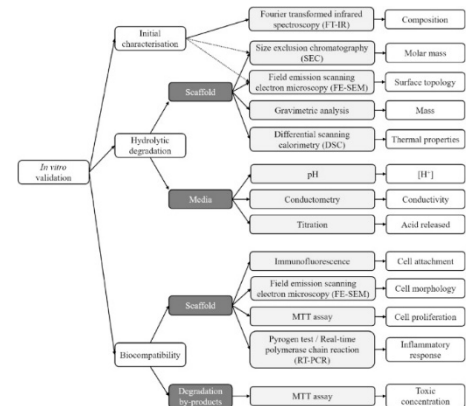 Fourier transformed infrared
spectroscopy (FT-IR)
Composition
Initial
characterisation
Size exclusion chromatography
(SEC)
Molar mass
Field emission scanning
electron microscopy (FE-SEM)
Surface topology
Scaffold
Gravimetric analysis
Mass
Differential scanning
calorimetry (DSC)
Thermal properties
Hydrolytic
degradation
In vitro
validation
pH
[H⁺]
Media
Conductometry
Conductivity
Titration
Acid released
Immunofluorescence
Cell attachment
Field emission scanning
electron microscopy (FE-SEM)
Cell morphology
Scaffold
MTT assay
Cell proliferation
Pyrogen test / Real-time
polymerase chain reaction
(RT-PCR)
Inflammatory
response
Biocompatibility
Degradation
by-products
MTT assay
Toxic
concentration